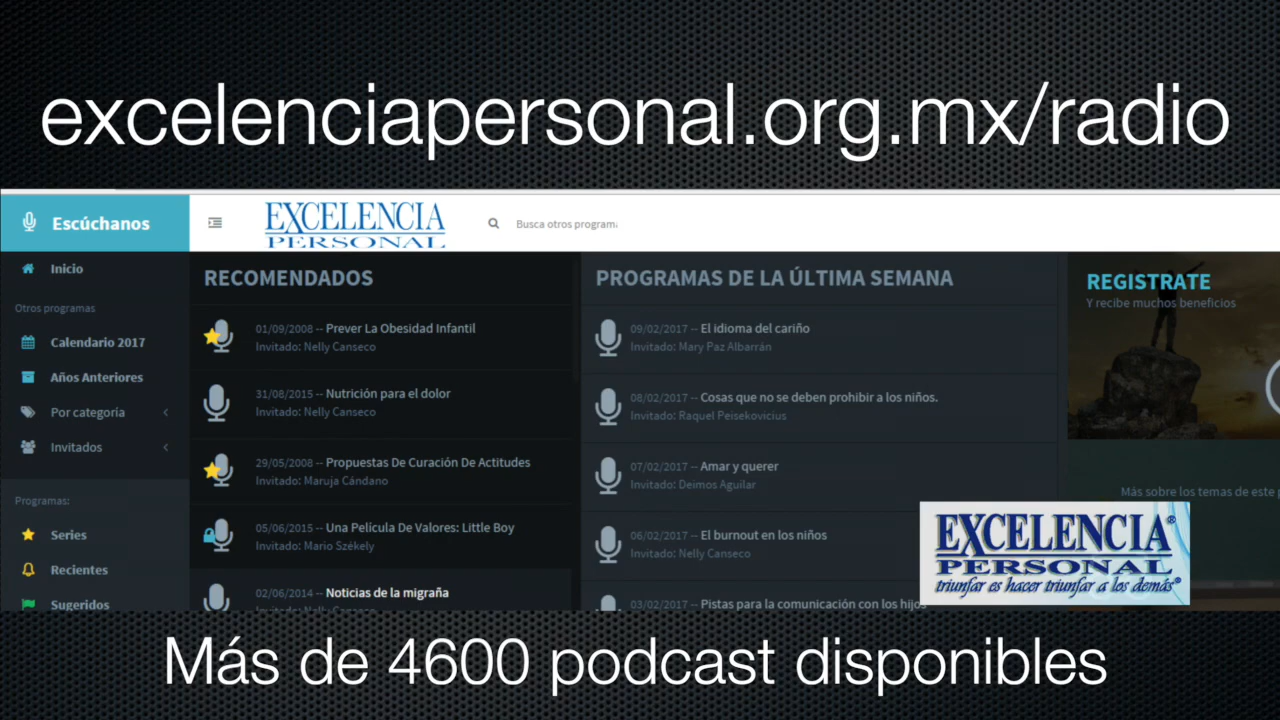 excelenciapersonal.org.mx/radio
Escúchanos
EXCELENCIA
PERSONAL
Busca otros programa
Inicio
Otros programas
Calendario 2017
Años Anteriores
Por categoría
Invitados
Programas:
Series
Recientes
Sugeridos
RECOMENDADOS
01/09/2008 -- Prever La Obesidad Infantil
Invitado: Nelly Canseco
31/08/2015 -- Nutrición para el dolor
Invitado: Nelly Canseco
29/05/2008 -- Propuestas De Curación De Actitudes
Invitado: Maruja Cándano
05/06/2015 -- Una Película De Valores: Little Boy
Invitado: Mario Székely
02/06/2014 -- Noticias de la migraña
Invitado: Nelly Canseco
PROGRAMAS DE LA ÚLTIMA SEMANA
09/02/2017 -- El idioma del cariño
Invitado: Mary Paz Albarrán
08/02/2017 -- Cosas que no se deben prohibir a los niños.
Invitado: Raquel Peisekovicius
07/02/2017 -- Amar y querer
Invitado: Deimos Aguilar
06/02/2017 -- El burnout en los niños
Invitado: Nelly Canseco
03/02/2017 -- Pistas para la comunicación con los hijos
REGISTRATE
Y recibe muchos beneficios
Más sobre los temas de este
EXCELENCIA®
PERSONAL
triunfar es hacer triunfar a los demás®
Más de 4600 podcast disponibles